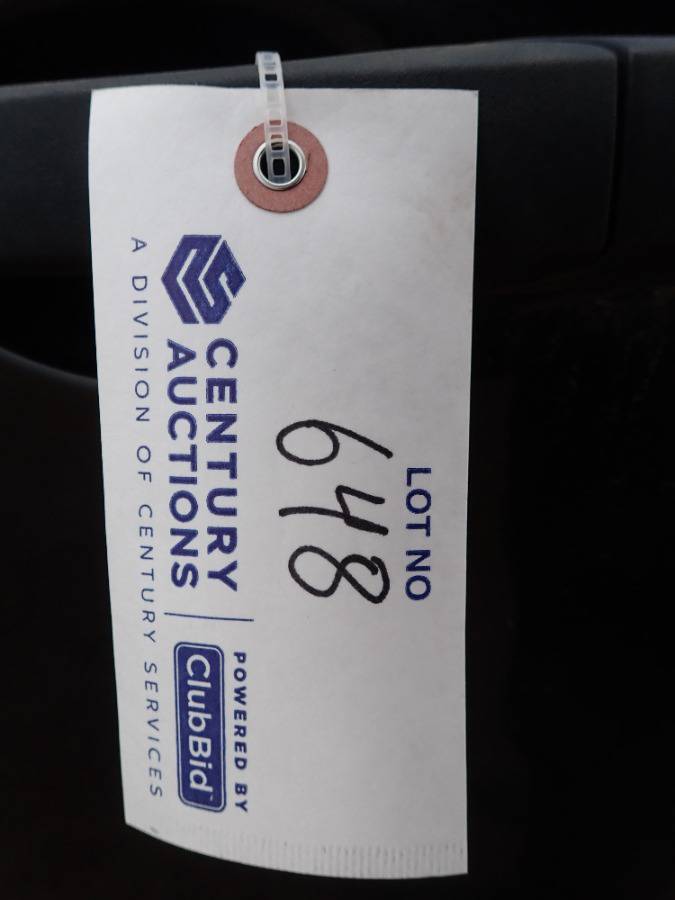 LOT NO
648
CENTURY
AUCTIONS
A DIVISION OF CENTURY SERVICES
POWERED BY
ClubBid